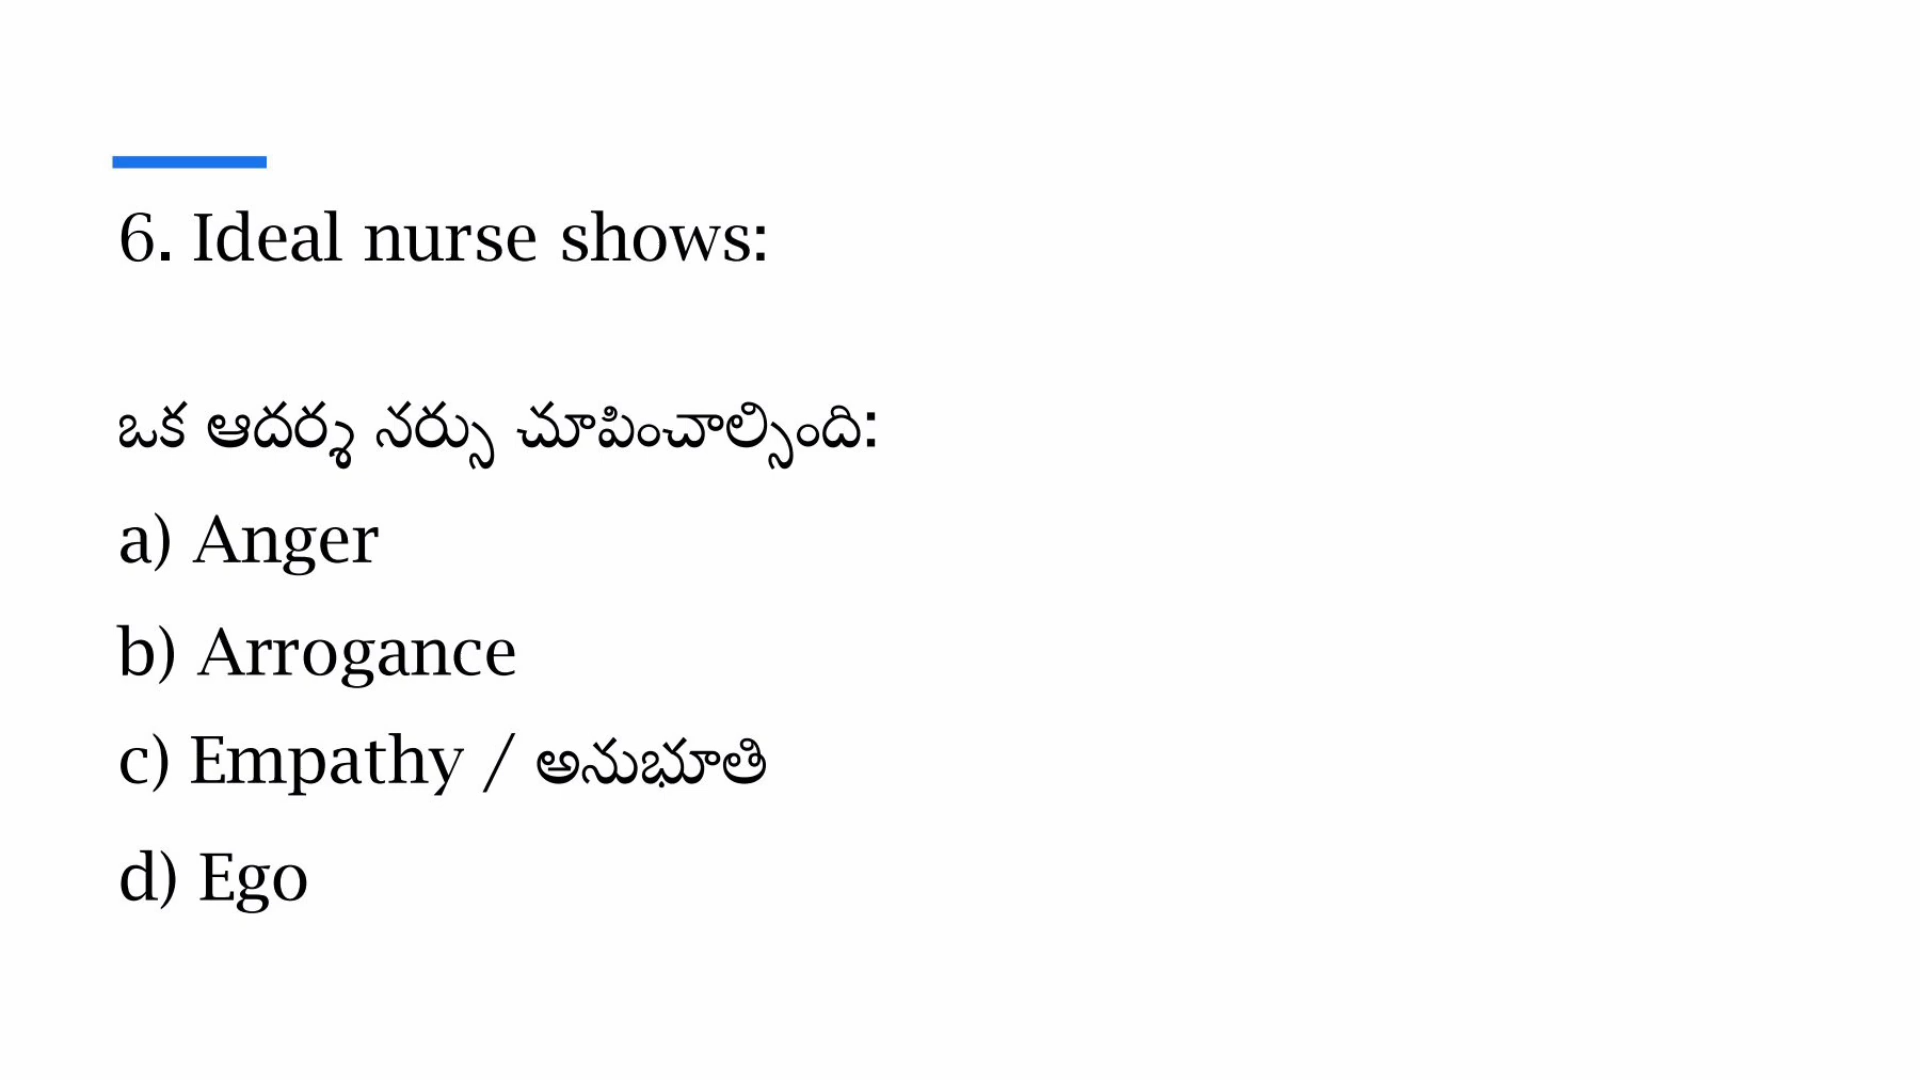 6. Ideal nurse shows:
ఒక ఆదర్శ నర్సు చూపించాల్సింది:
a) Anger
b) Arrogance
c) Empathy / అనుభూతి
d) Ego